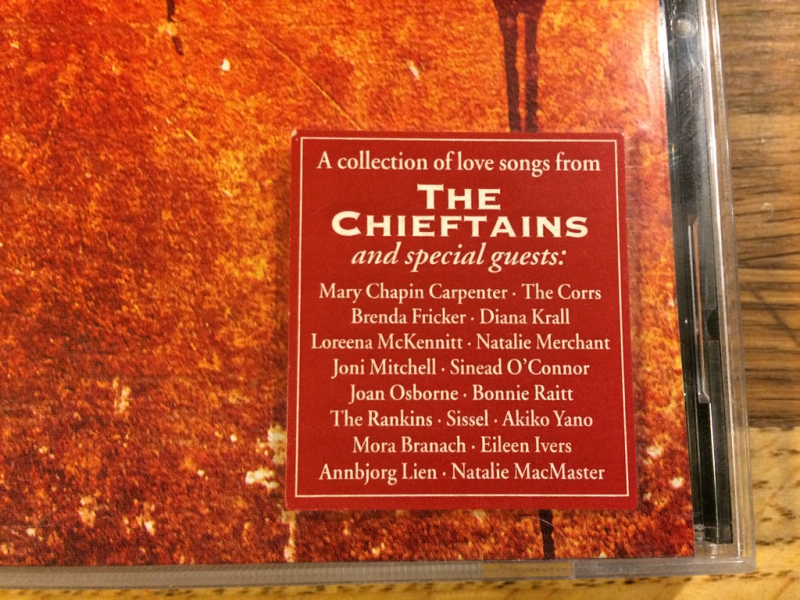 A collection of love songs from
THE
CHIEFTAINS
and special guests:
Mary Chapin Carpenter · The Corrs
Brenda Fricker · Diana Krall
Loreena McKennitt · Natalie Merchant
Joni Mitchell · Sinead O'Connor
Joan Osborne · Bonnie Raitt
The Rankins · Sissel · Akiko Yano
Mora Branach · Eileen Ivers
Annbjorg Lien · Natalie MacMaster